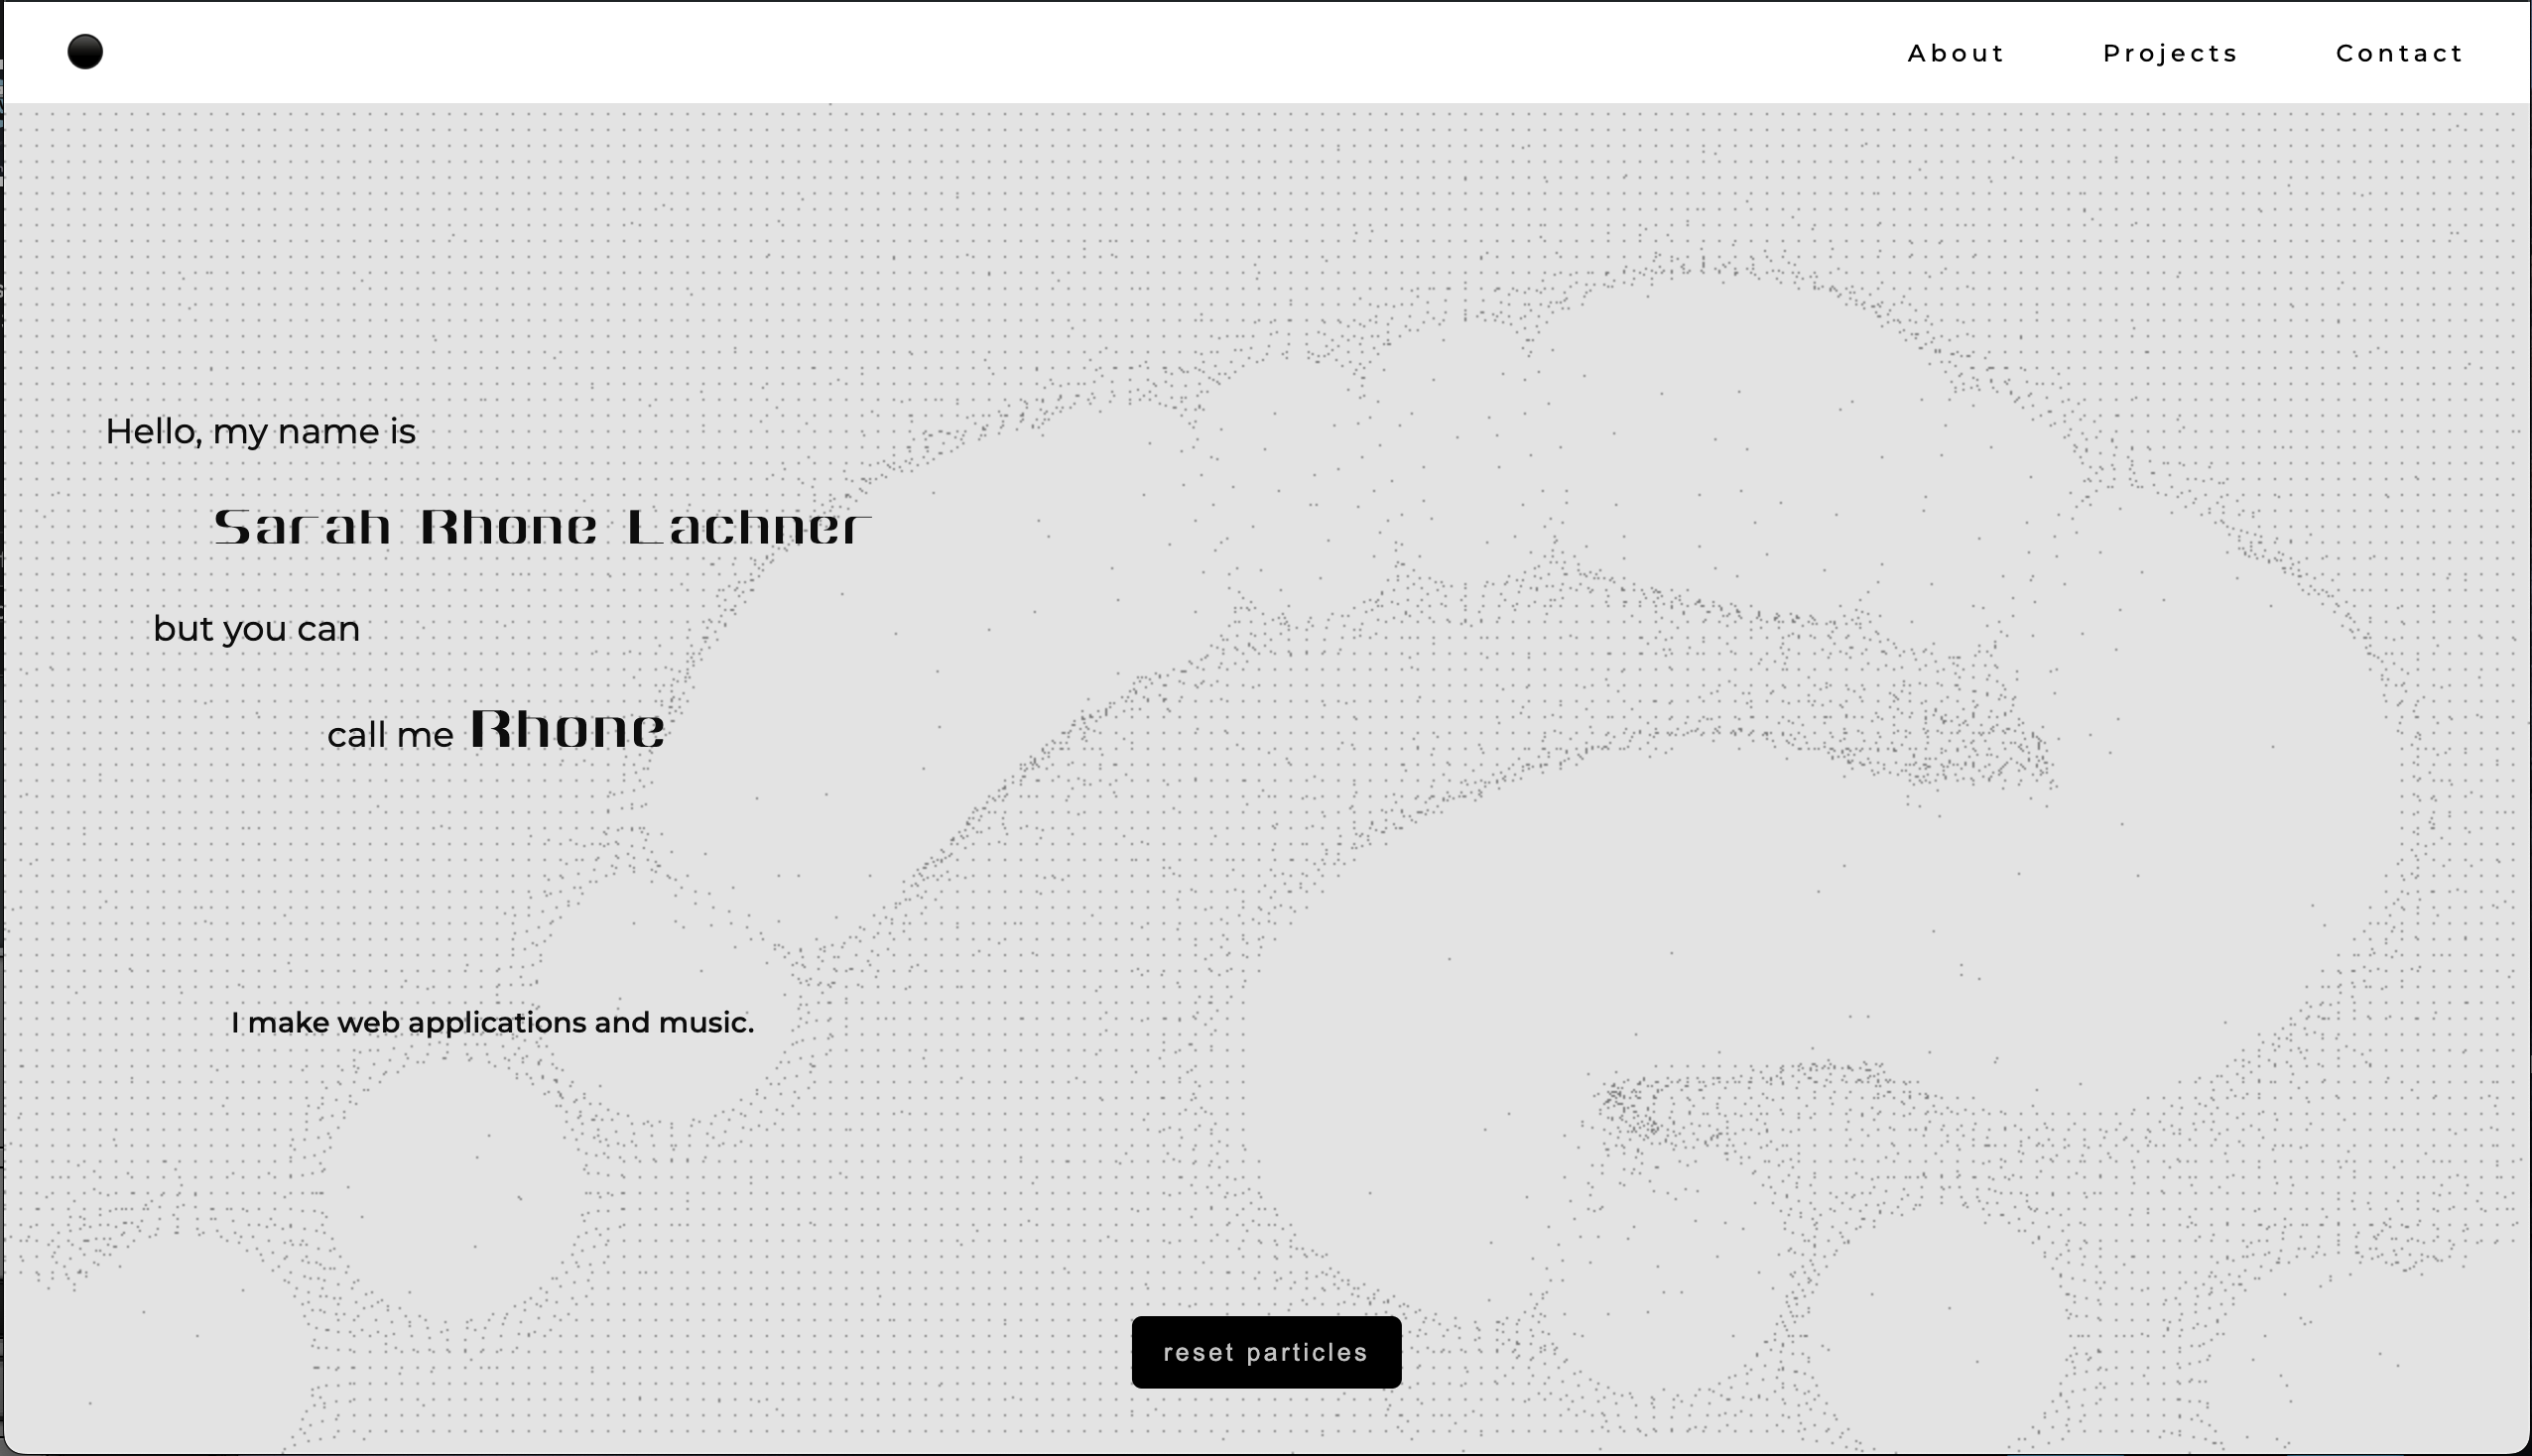 About Projects Contact
Hello, my name is
Sarah Rhone Lachner
but you can
call me Rhone
I make web applications and music.
reset particles